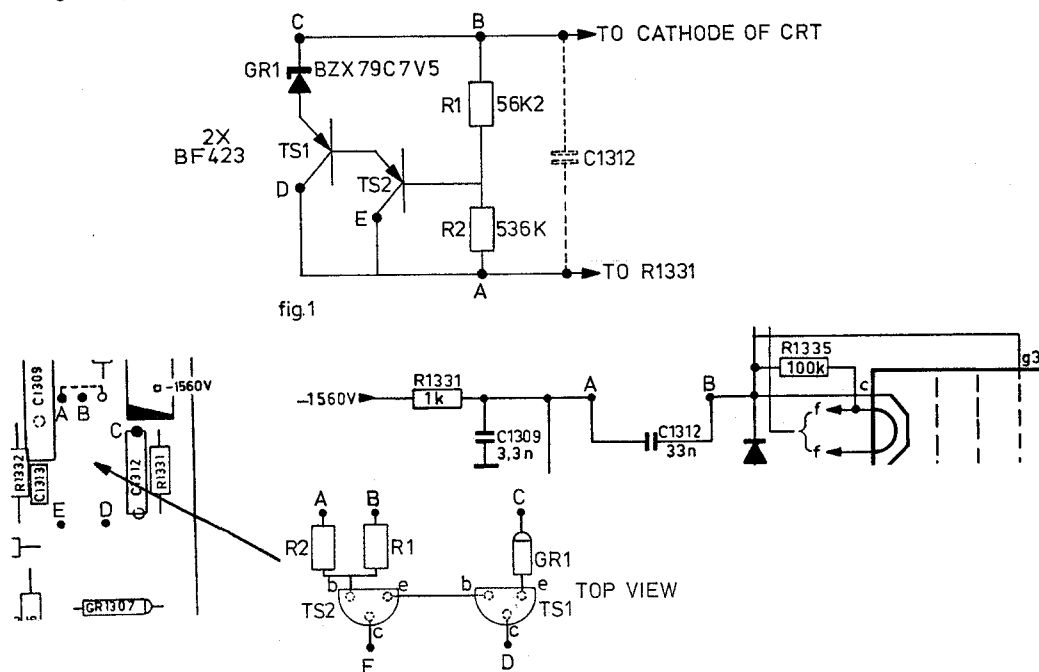 C
B
TO CATHODE OF CRT
GR1 BZX79C7V5
R1 56K2
2X
BF423
TS1
C1312
TS2
D
E
R2 536K
A
TO R1331
fig.1
C1309
A B
-1560V
C
R1332
C1313
C1312
R1331
E D
GR1307
-1560V
R1331
1k
A
B
C1309
3,3n
C1312
33n
R1335
100k
g3
c
f
f
A B C
R2 R1 GR1
b e b e
TS2 TS1 TOP VIEW
c c
E D